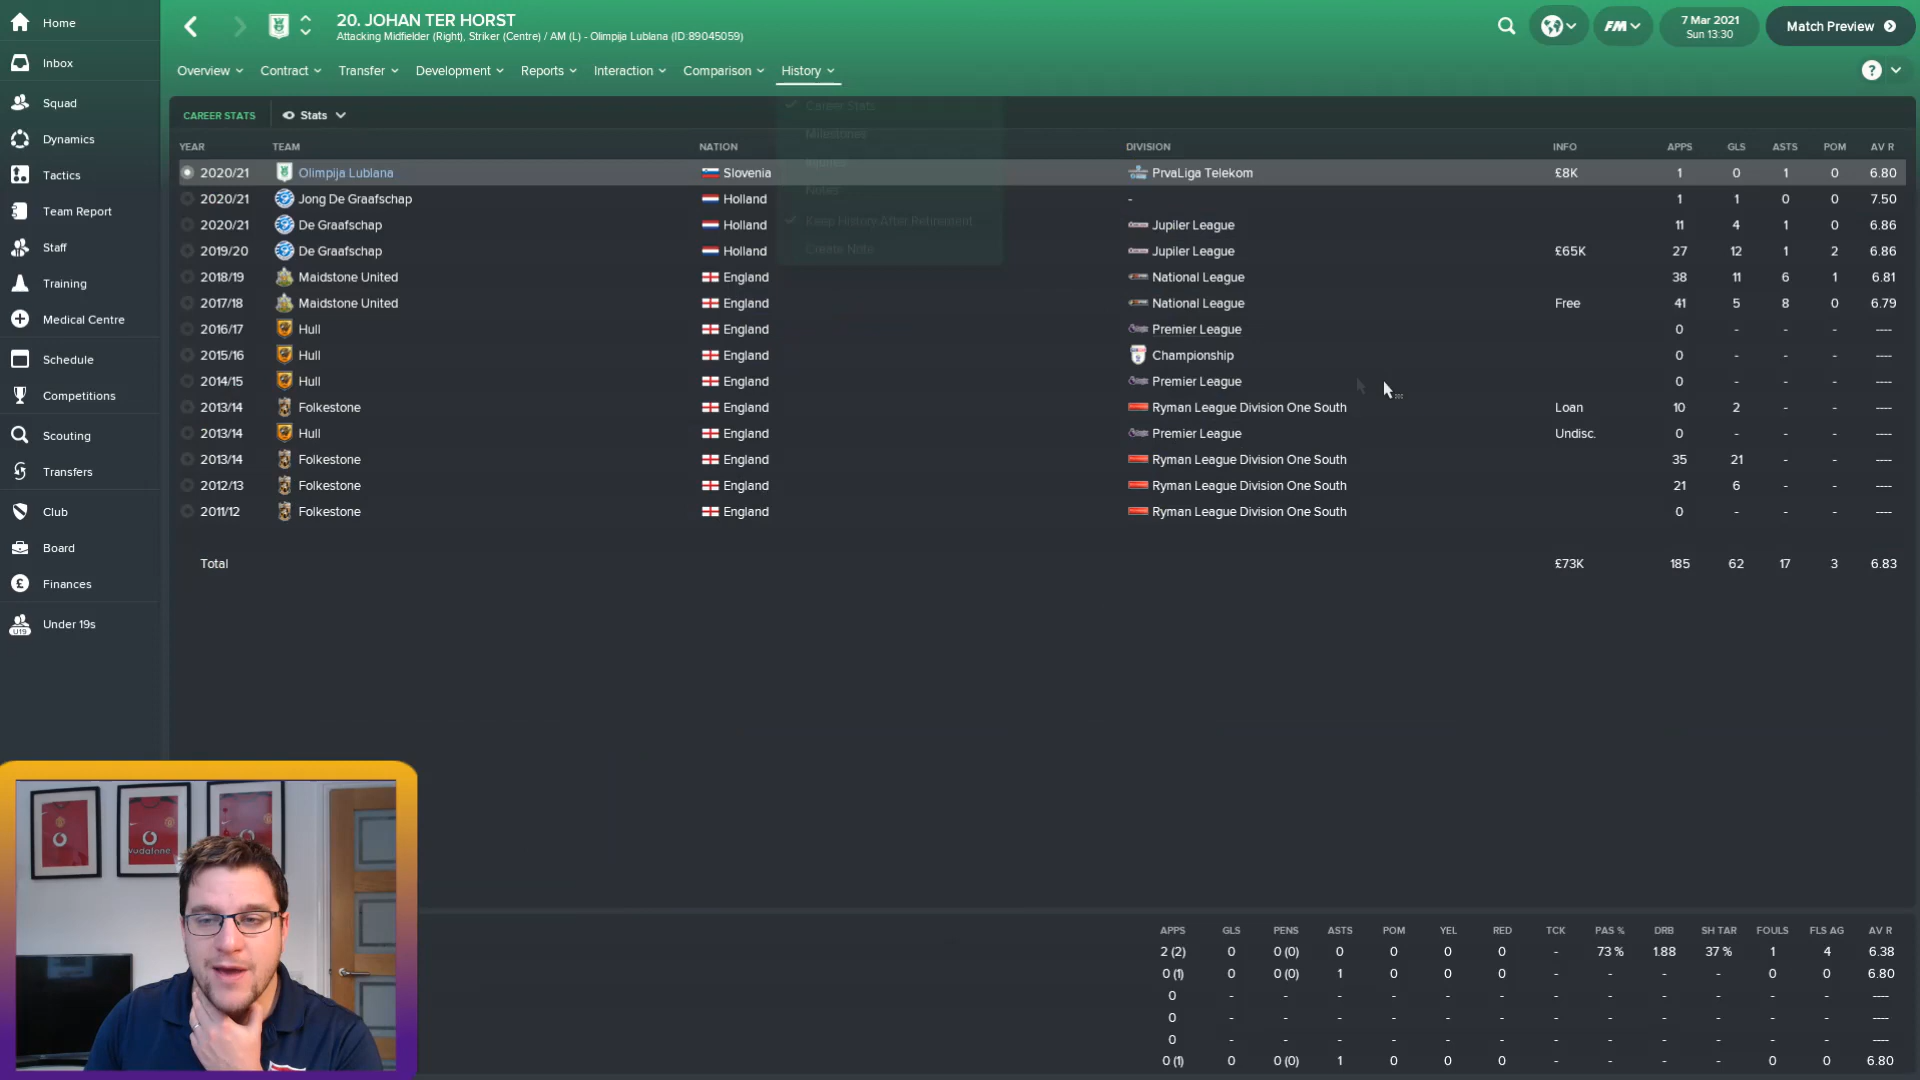 Home
Inbox
Squad
Dynamics
Tactics
Team Report
Staff
Training
Medical Centre
Schedule
Competitions
Scouting
Transfers
Club
Board
Finances
U19 Under 19s
20. JOHAN TER HORST
Attacking Midfielder (Right), Striker (Centre) / AM (L) - Olimpija Lublana (ID:89045059)
FM
7 Mar 2021
Sun 13:30
Match Preview
Overview Contract Transfer Development Reports Interaction Comparison History
?
CAREER STATS Stats
Career Stats
Milestones
Injuries
Notes
Keep History After Retirement
Create Note
YEAR TEAM NATION DIVISION INFO APPS GLS ASTS POM AV R
2020/21 Olimpija Lublana Slovenia PrvaLiga Telekom £8K 1 0 1 0 6.80
2020/21 Jong De Graafschap Holland - 1 1 0 0 7.50
2020/21 De Graafschap Holland Jupiler League 11 4 1 0 6.86
2019/20 De Graafschap Holland Jupiler League £65K 27 12 1 2 6.86
2018/19 Maidstone United England National League 38 11 6 1 6.81
2017/18 Maidstone United England National League Free 41 5 8 0 6.79
2016/17 Hull England Premier League 0 - - - ----
2015/16 Hull England Championship 0 - - - ----
2014/15 Hull England Premier League 0 - - - ----
2013/14 Folkestone England Ryman League Division One South Loan 10 2 - - ----
2013/14 Hull England Premier League Undisc. 0 - - - ----
2013/14 Folkestone England Ryman League Division One South 35 21 - - ----
2012/13 Folkestone England Ryman League Division One South 21 6 - - ----
2011/12 Folkestone England Ryman League Division One South 0 - - - ----
Total £73K 185 62 17 3 6.83
APPS GLS PENS ASTS POM YEL RED TCK PAS % DRB SH TAR FOULS FLS AG AV R
2 (2) 0 0 (0) 0 0 0 0 - 73 % 1.88 37 % 1 4 6.38
0 (1) 0 0 (0) 1 0 0 0 - - - - 0 0 6.80
0 - - - - - - - - - - - - ----
0 - - - - - - - - - - - - ----
0 - - - - - - - - - - - - ----
0 (1) 0 0 (0) 1 0 0 0 - - - - 0 0 6.80
vodafone